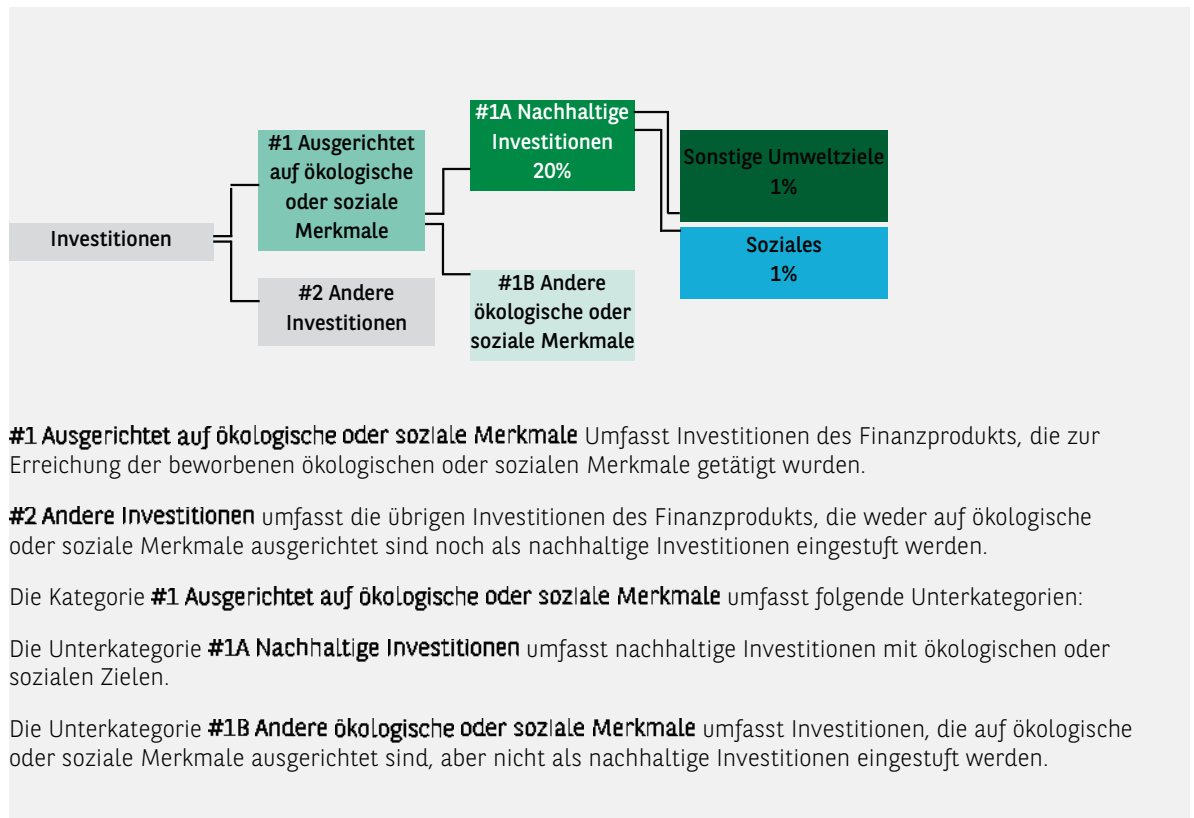 #1A Nachhaltige
Investitionen
20%
#1 Ausgerichtet
auf ökologische
oder soziale
Merkmale
Sonstige Umweltziele
1%
Investitionen
Soziales
1%
#2 Andere
Investitionen
#1B Andere
ökologische oder
soziale Merkmale
#1 Ausgerichtet auf ökologische oder soziale Merkmale Umfasst Investitionen des Finanzprodukts, die zur
Erreichung der beworbenen ökologischen oder sozialen Merkmale getätigt wurden.
#2 Andere Investitionen umfasst die übrigen Investitionen des Finanzprodukts, die weder auf ökologische
oder soziale Merkmale ausgerichtet sind noch als nachhaltige Investitionen eingestuft werden.
Die Kategorie #1 Ausgerichtet auf ökologische oder soziale Merkmale umfasst folgende Unterkategorien:
Die Unterkategorie #1A Nachhaltige Investitionen umfasst nachhaltige Investitionen mit ökologischen oder
sozialen Zielen.
Die Unterkategorie #1B Andere ökologische oder soziale Merkmale umfasst Investitionen, die auf ökologische
oder soziale Merkmale ausgerichtet sind, aber nicht als nachhaltige Investitionen eingestuft werden.